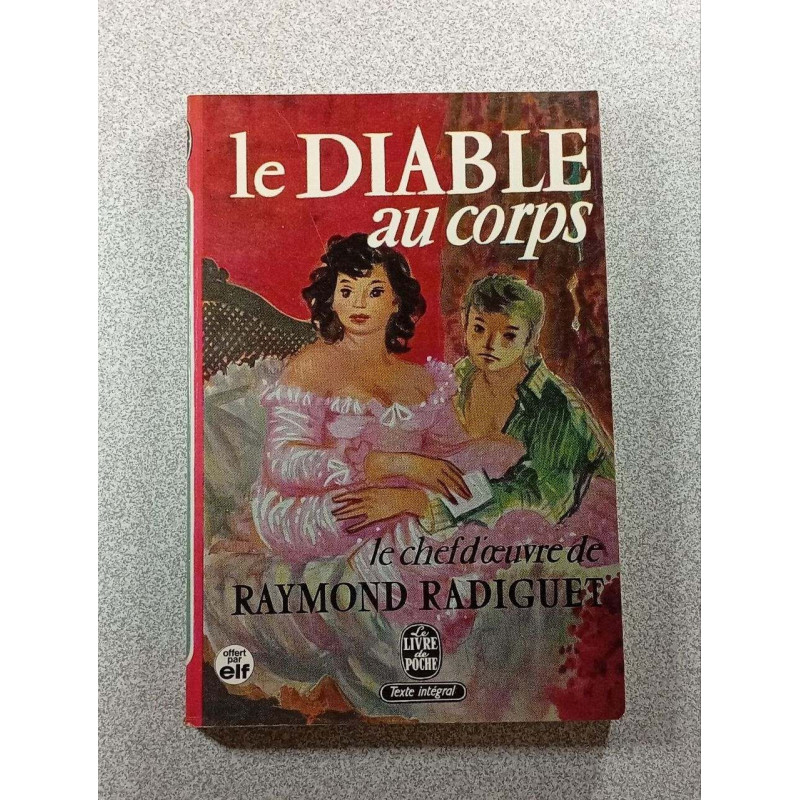 le DIABLE
au corps
le chef d'œuvre de
RAYMOND RADIGUET
Le
LIVRE
de
POCHE
Texte intégral
offert
par
elf